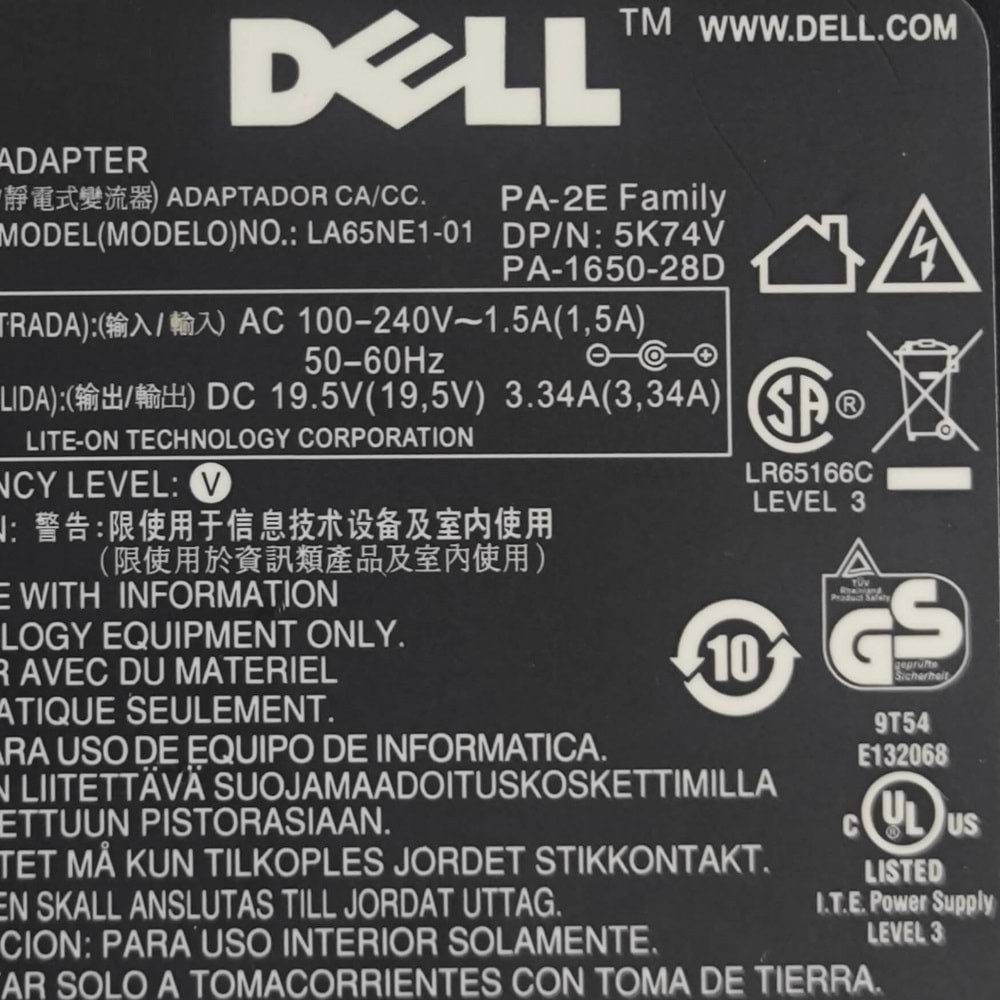 DELL™ WWW.DELL.COM
ADAPTER
靜電式變流器) ADAPTADOR CA/CC.
MODEL(MODELO)NO.: LA65NE1-01
PA-2E Family
DP/N: 5K74V
PA-1650-28D
TRADA):(输入/輸入) AC 100-240V~1.5A(1,5A)
50-60Hz
LIDA):(输出/輸出) DC 19.5V(19,5V) 3.34A(3,34A)
LITE-ON TECHNOLOGY CORPORATION
SA®
LR65166C
LEVEL 3
NCY LEVEL: V
N: 警告:限使用于信息技术设备及室内使用
(限使用於資訊類產品及室內使用)
E WITH INFORMATION
LOGY EQUIPMENT ONLY.
R AVEC DU MATERIEL
ATIQUE SEULEMENT.
ARA USO DE EQUIPO DE INFORMATICA.
N LIITETTÄVÄ SUOJAMAADOITUSKOSKETTIMILLA
ETTUUN PISTORASIAAN.
TET MÅ KUN TILKOPLES JORDET STIKKONTAKT.
EN SKALL ANSLUTAS TILL JORDAT UTTAG.
CION: PARA USO INTERIOR SOLAMENTE.
AR SOLO A TOMACORRIENTES CON TOMA DE TIERRA.
10
TÜV
Rheinland
Product Safety
GS
geprüfte
Sicherheit
9T54
E132068
C UL® US
LISTED
I.T.E. Power Supply
LEVEL 3